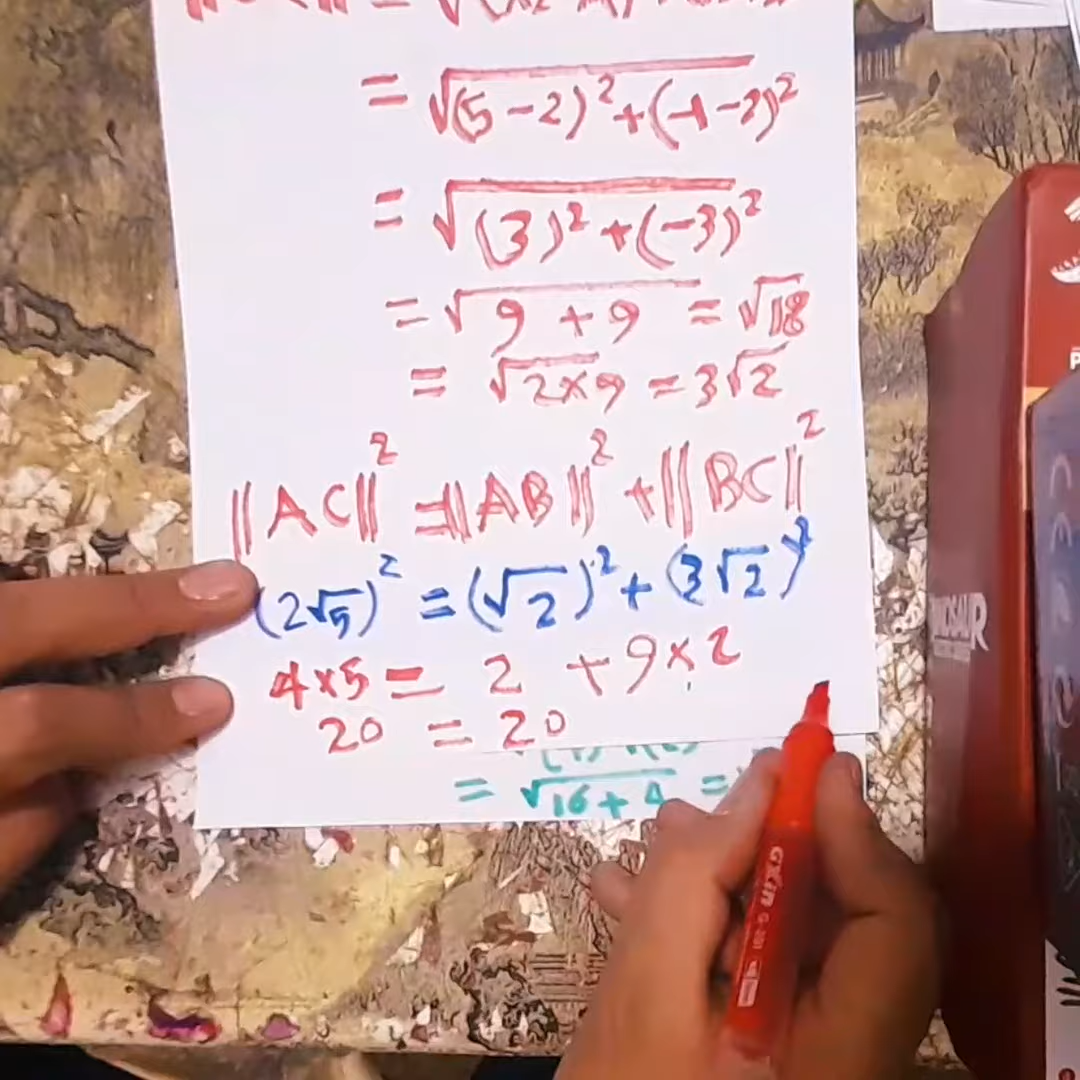 = √(5-2)² + (-1-2)²
= √(3)² + (-3)²
= √9 + 9 = √18
= √2×9 = 3√2
||AC||² = ||AB||² + ||BC||²
(2√5)² = (√2)² + (3√2)²
4×5 = 2 + 9×2
20 = 20
= √16 + 4 =
GXIN G-201